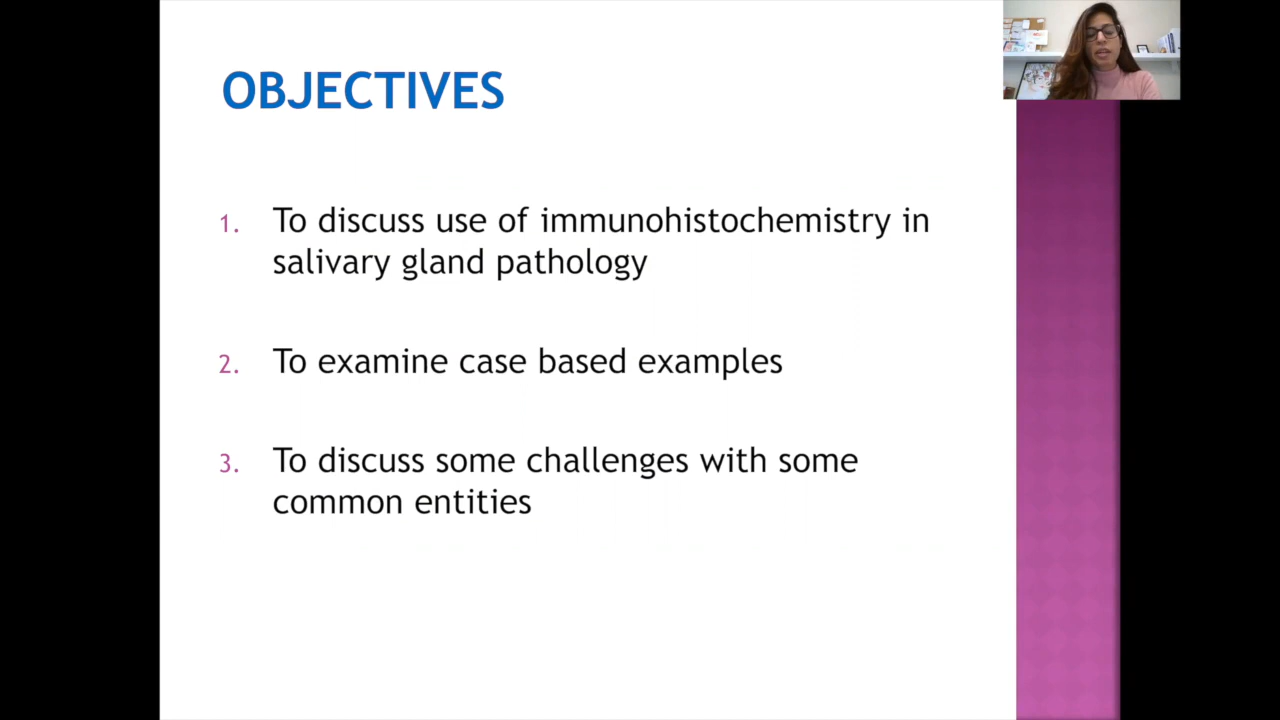 OBJECTIVES
1. To discuss use of immunohistochemistry in
salivary gland pathology
2. To examine case based examples
3. To discuss some challenges with some
common entities